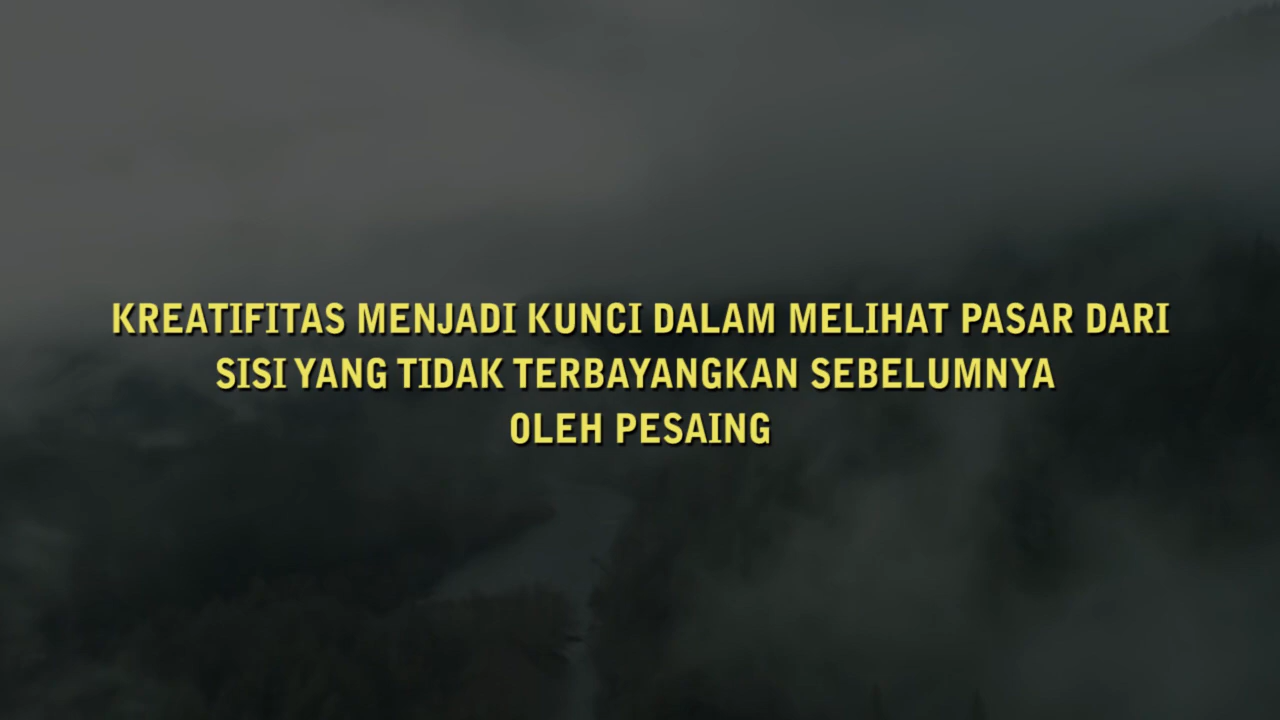 KREATIFITAS MENJADI KUNCI DALAM MELIHAT PASAR DARI
SISI YANG TIDAK TERBAYANGKAN SEBELUMNYA
OLEH PESAING